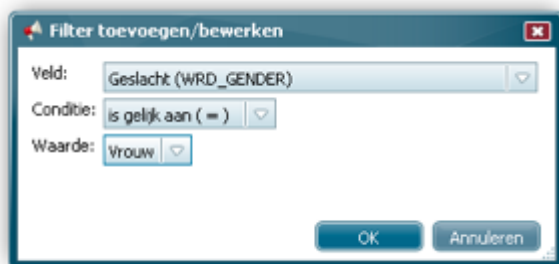 Filter toevoegen/bewerken
Veld: Geslacht (WRD_GENDER)
Conditie: is gelijk aan ( = )
Waarde: Vrouw
OK Annuleren